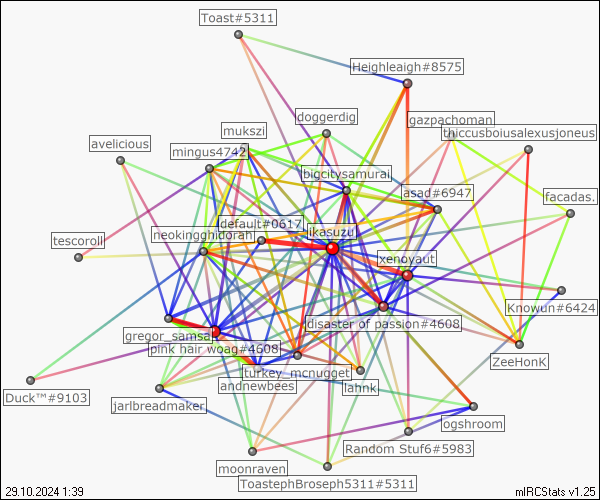 Toast#5311
Heighleaigh#8575
doggerdig
gazpachoman
mukszi
thiccusboiusalexusjoneus
avelicious
mingus4742
bigcitysamurai
asad#6947
facadas.
default#0617
ikasuzu
neokingghidorah
tescoroll
xenoyaut
Knowun#6424
disaster of passion#4608
gregor_samsa
pink hair woag#4608
ZeeHonK
turkey_mcnugget
andnewbees
lahnk
Duck™#9103
jarlbreadmaker
ogshroom
Random Stuf6#5983
moonraven
ToastephBroseph5311#5311
29.10.2024 1:39
mIRCStats v1.25